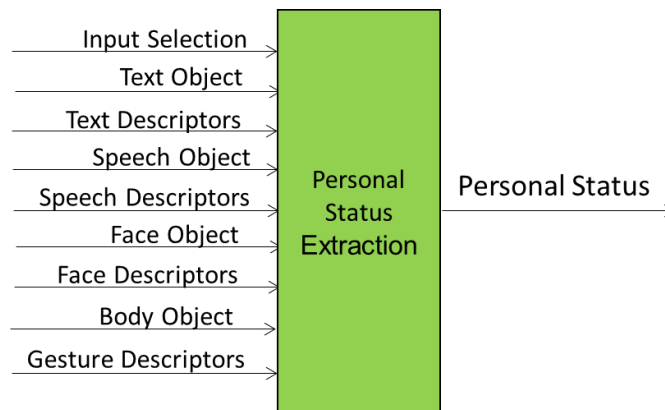 Input Selection
Text Object
Text Descriptors
Speech Object
Speech Descriptors
Face Object
Face Descriptors
Body Object
Gesture Descriptors
Personal
Status
Extraction
Personal Status